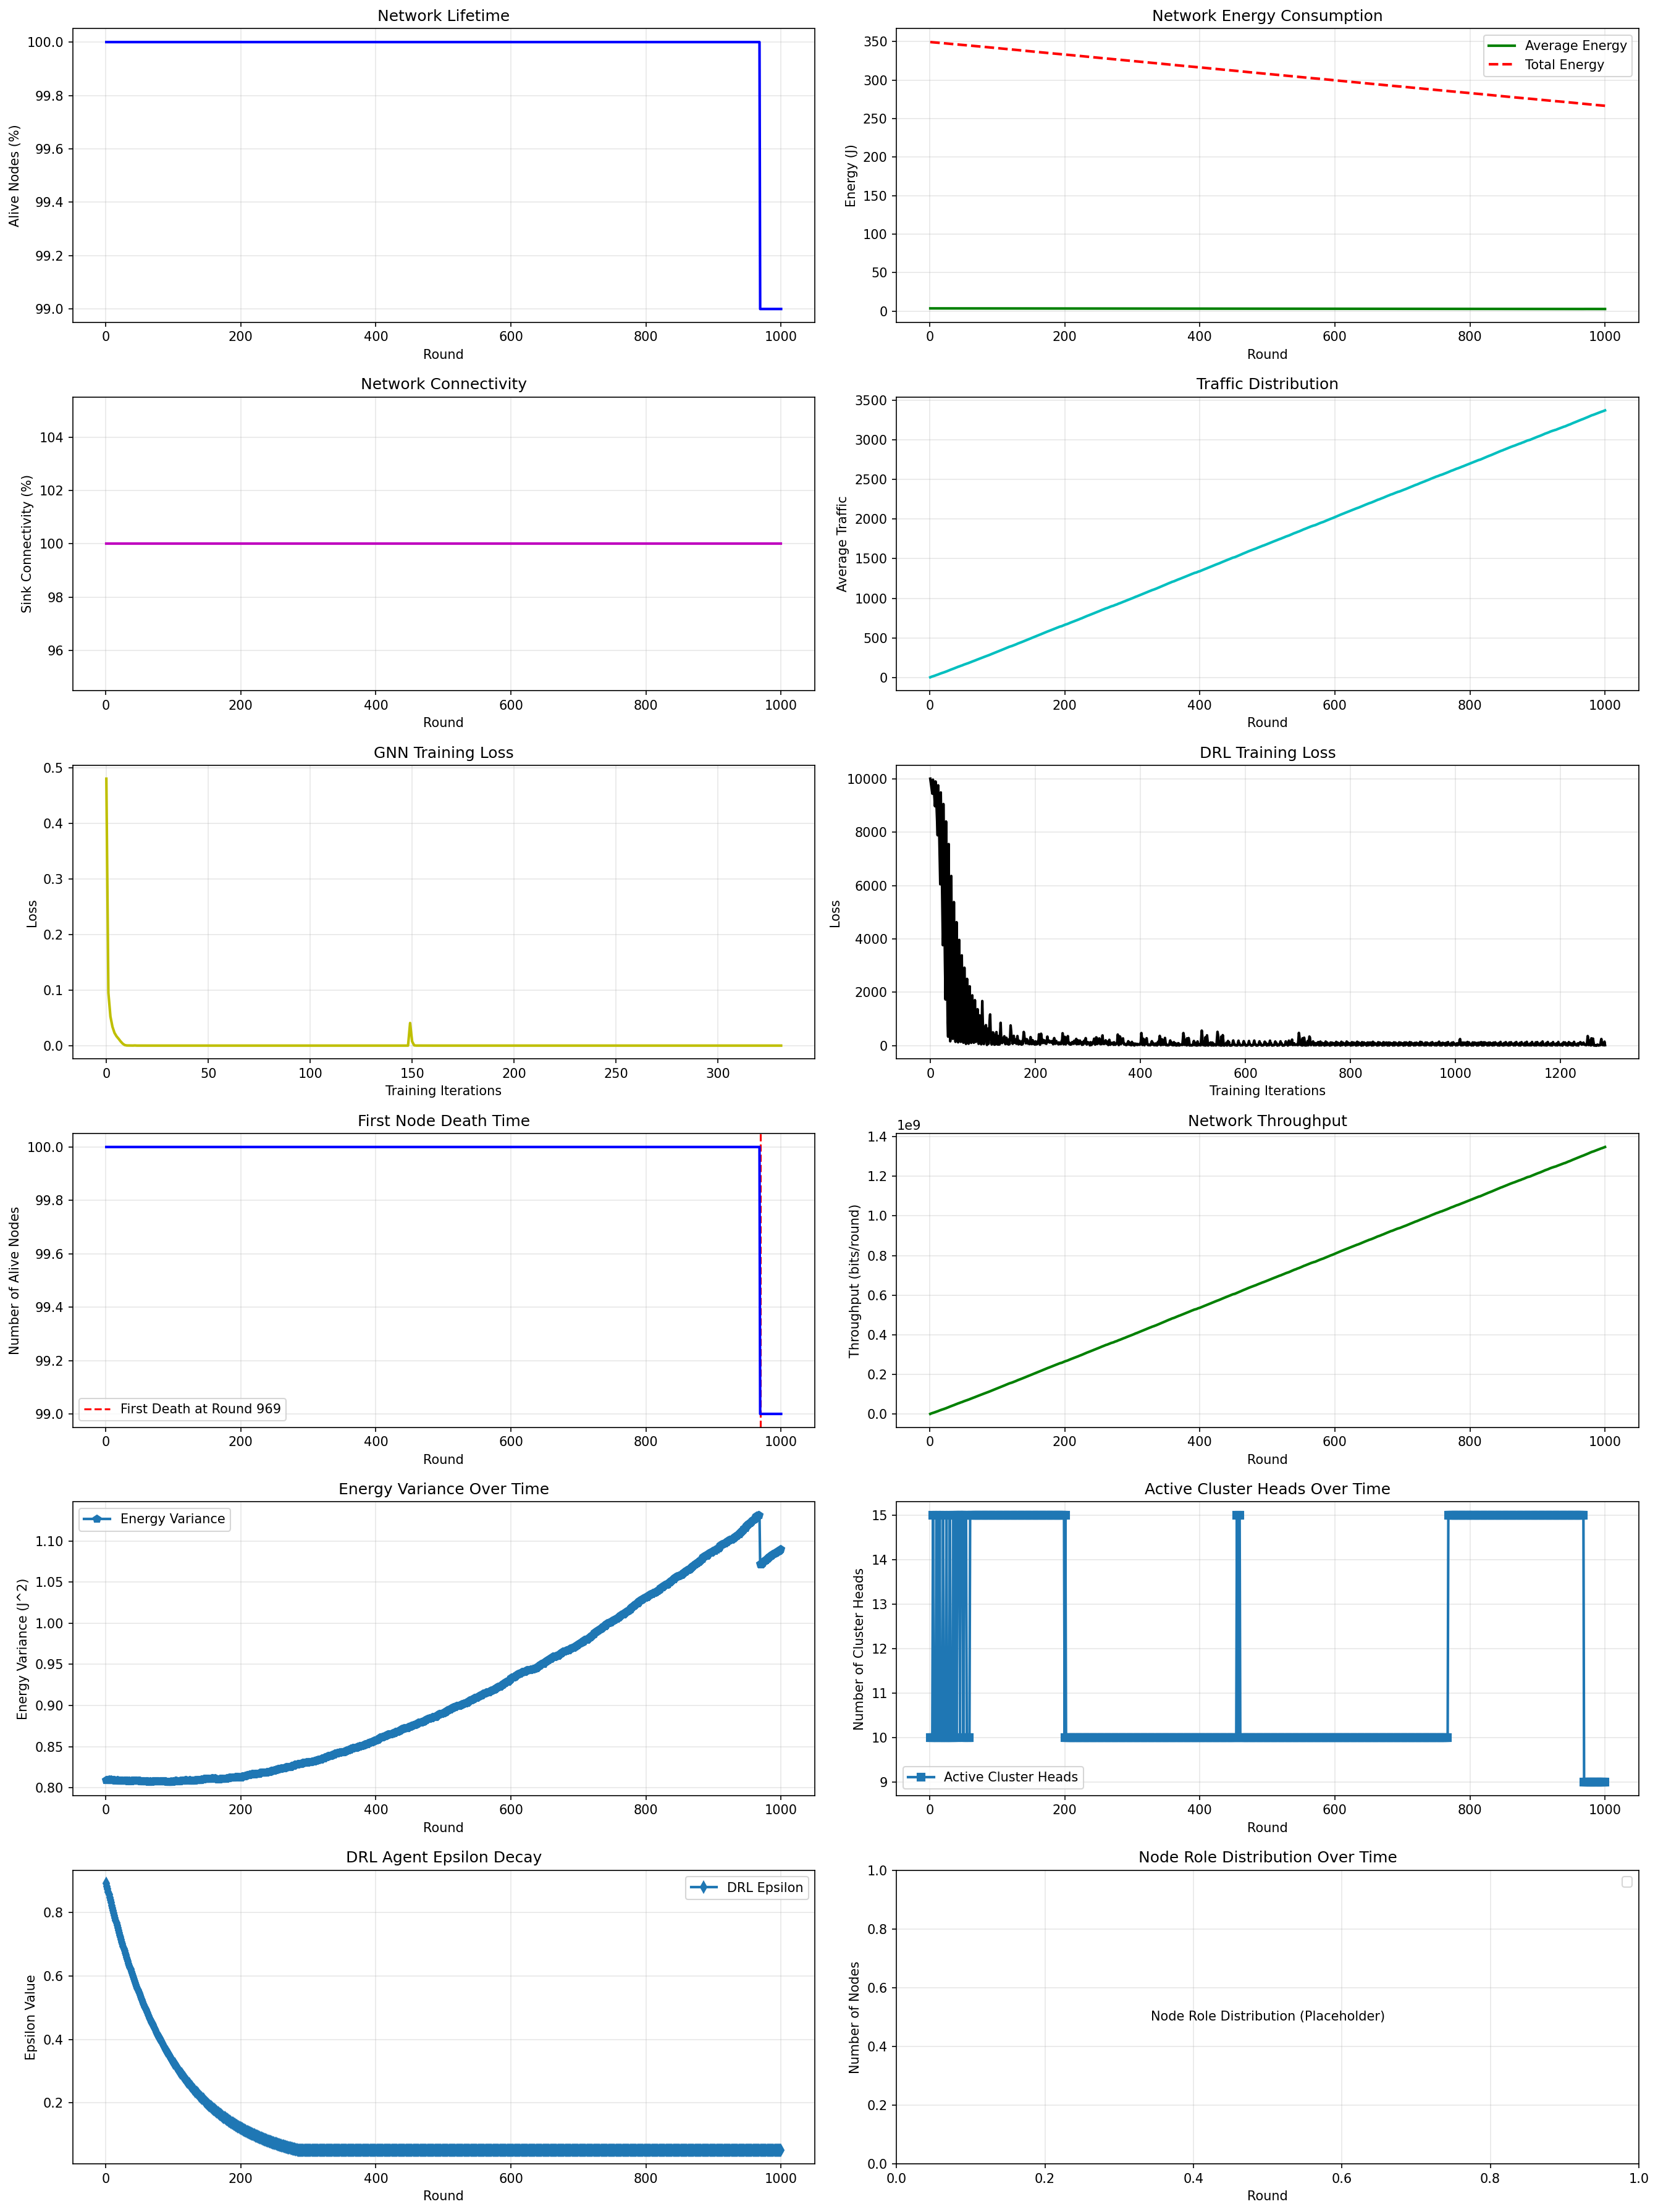 Network Lifetime
Alive Nodes (%)
100.0
99.8
99.6
99.4
99.2
99.0
0 200 400 600 800 1000
Round
Network Energy Consumption
Energy (J)
350
300
250
200
150
100
50
0
Average Energy
Total Energy
0 200 400 600 800 1000
Round
Network Connectivity
Sink Connectivity (%)
104
102
100
98
96
0 200 400 600 800 1000
Round
Traffic Distribution
Average Traffic
3500
3000
2500
2000
1500
1000
500
0
0 200 400 600 800 1000
Round
GNN Training Loss
Loss
0.5
0.4
0.3
0.2
0.1
0.0
0 50 100 150 200 250 300
Training Iterations
DRL Training Loss
Loss
10000
8000
6000
4000
2000
0
0 200 400 600 800 1000 1200
Training Iterations
First Node Death Time
Number of Alive Nodes
100.0
99.8
99.6
99.4
99.2
99.0
First Death at Round 969
0 200 400 600 800 1000
Round
Network Throughput
1e9
Throughput (bits/round)
1.4
1.2
1.0
0.8
0.6
0.4
0.2
0.0
0 200 400 600 800 1000
Round
Energy Variance Over Time
Energy Variance (J^2)
Energy Variance
1.10
1.05
1.00
0.95
0.90
0.85
0.80
0 200 400 600 800 1000
Round
Active Cluster Heads Over Time
Number of Cluster Heads
15
14
13
12
11
10
9
Active Cluster Heads
0 200 400 600 800 1000
Round
DRL Agent Epsilon Decay
Epsilon Value
DRL Epsilon
0.8
0.6
0.4
0.2
0 200 400 600 800 1000
Round
Node Role Distribution Over Time
Number of Nodes
1.0
0.8
0.6
0.4
0.2
0.0
Node Role Distribution (Placeholder)
0.0 0.2 0.4 0.6 0.8 1.0
Round